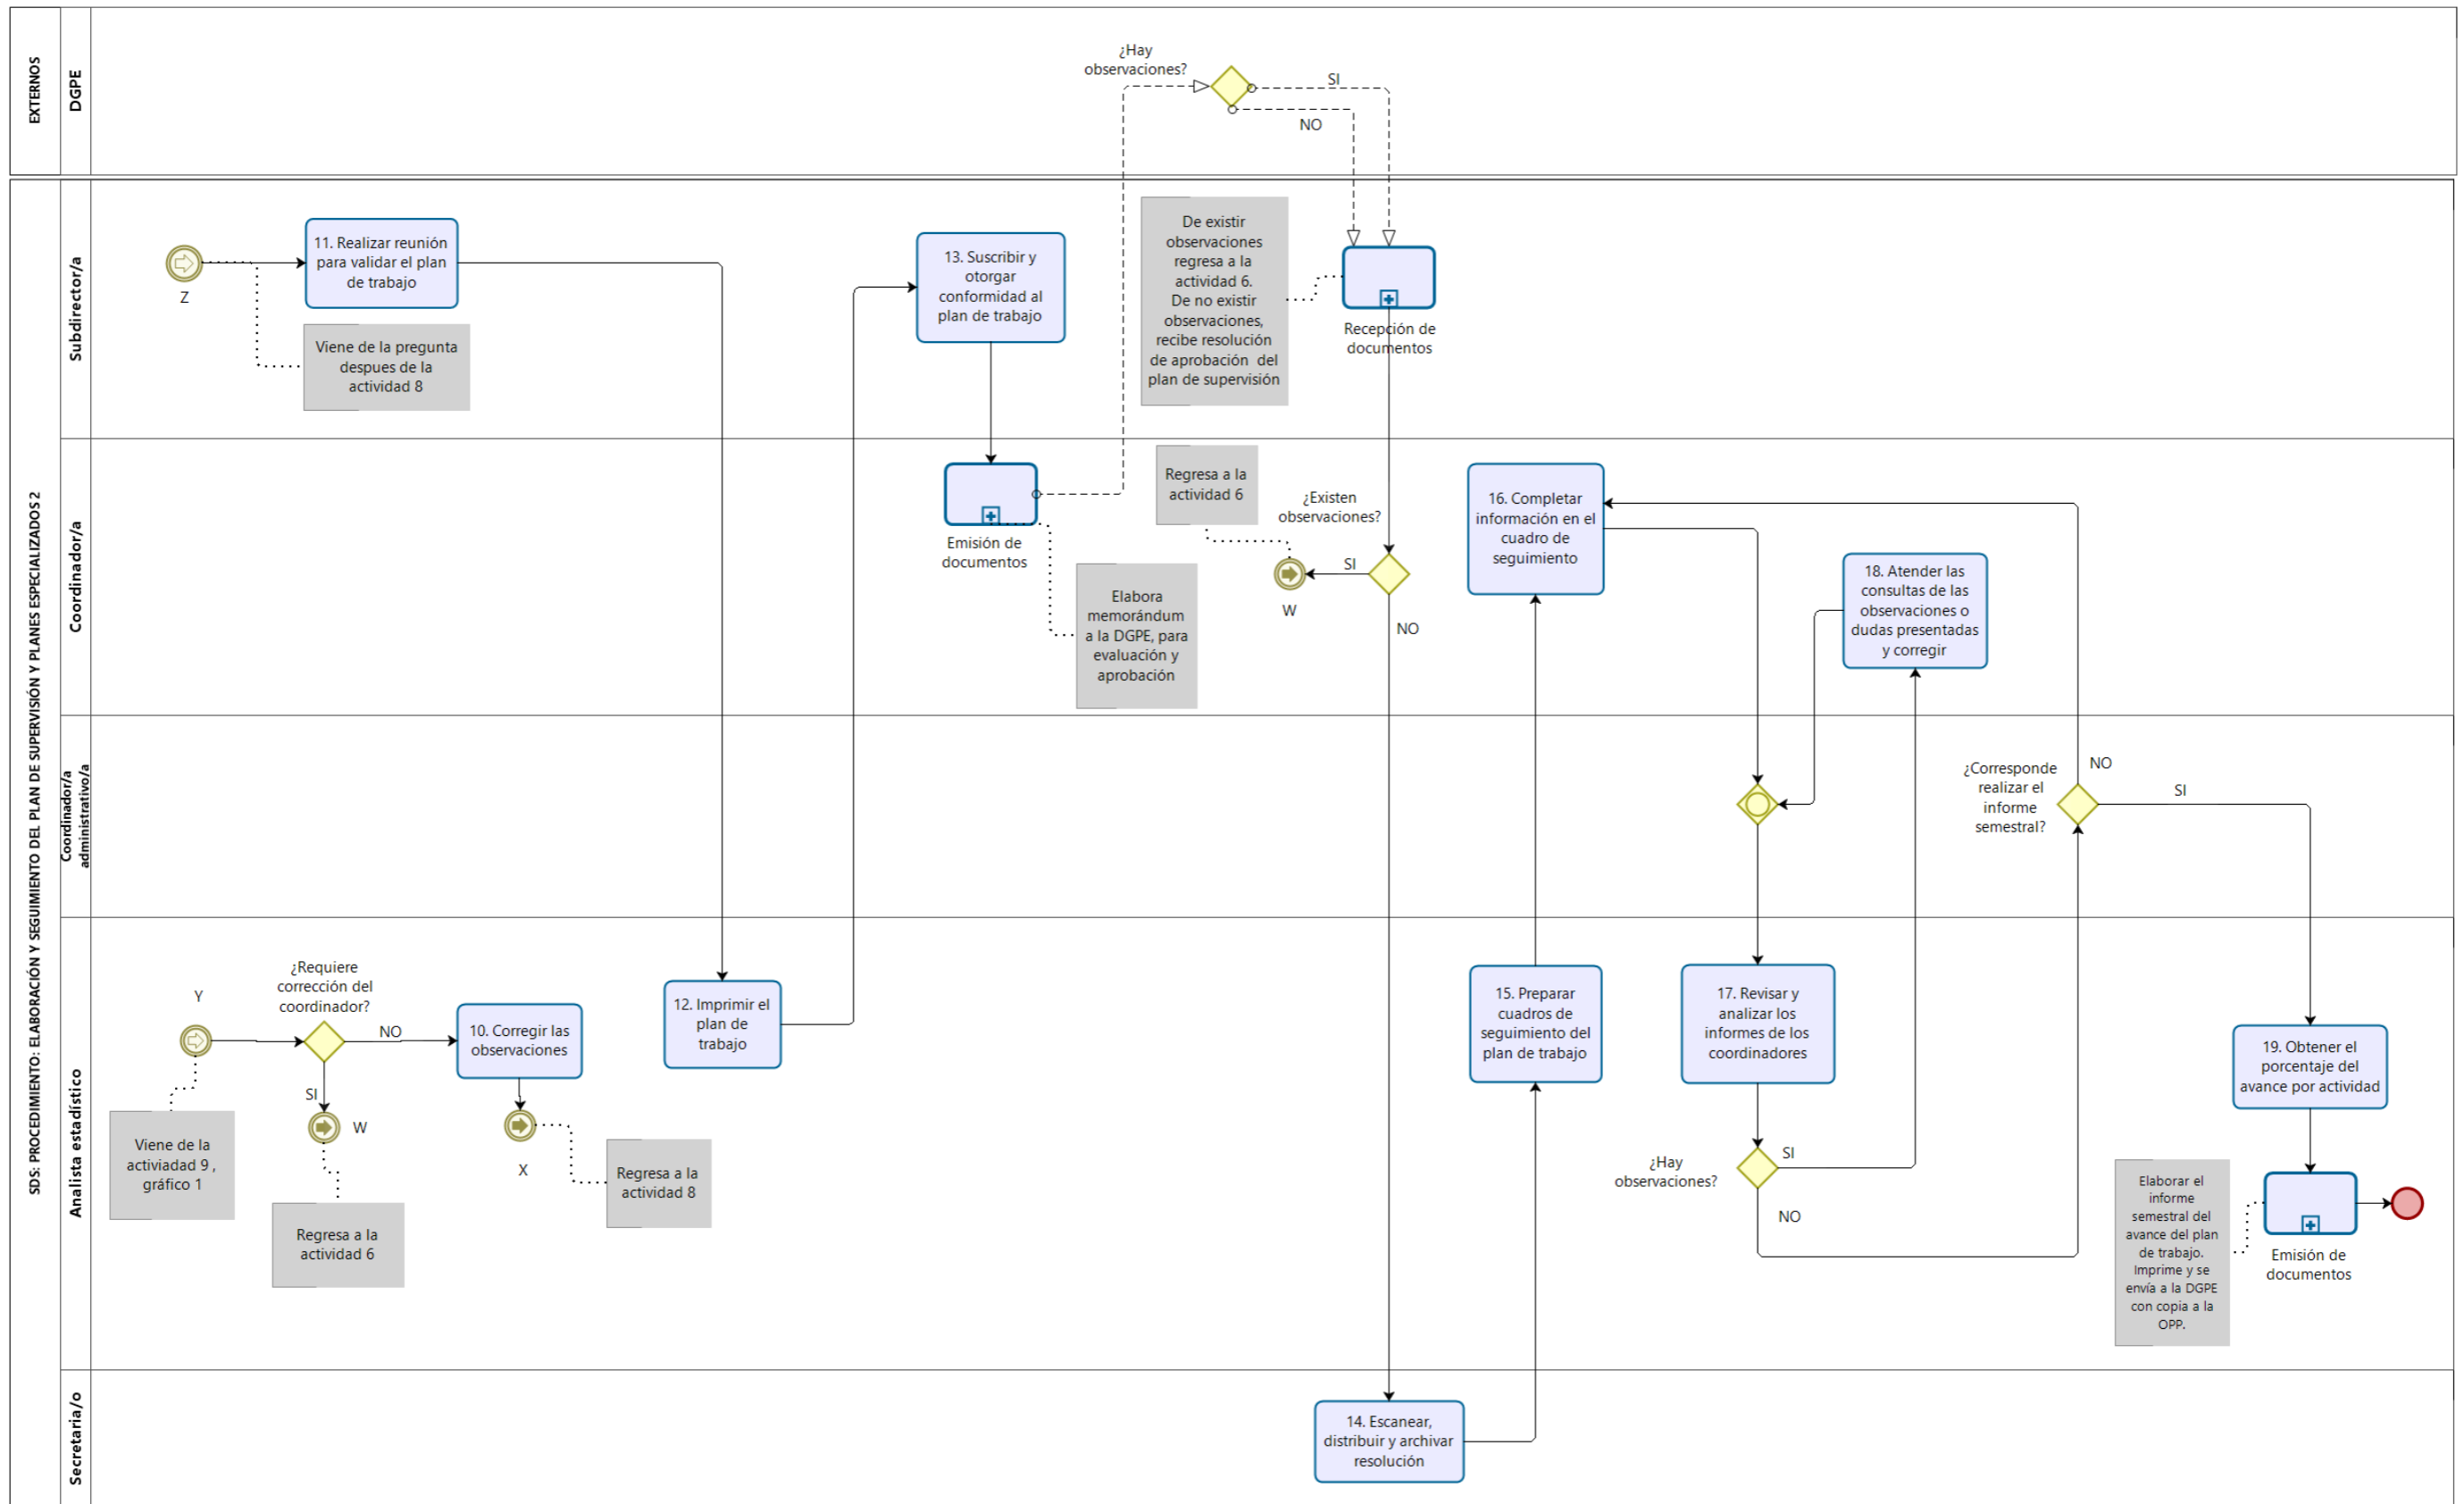 EXTERNOS
DGPE
¿Hay
observaciones?
SI
NO
SDS: PROCEDIMIENTO: ELABORACIÓN Y SEGUIMIENTO DEL PLAN DE SUPERVISIÓN Y PLANES ESPECIALIZADOS 2
Subdirector/a
Z
11. Realizar reunión
para validar el plan
de trabajo
Viene de la pregunta
despues de la
actividad 8
13. Suscribir y
otorgar
conformidad al
plan de trabajo
De existir
observaciones
regresa a la
actividad 6.
De no existir
observaciones,
recibe resolución
de aprobación del
plan de supervisión
Recepción de
documentos
Coordinador/a
Emisión de
documentos
Elabora
memorándum
a la DGPE, para
evaluación y
aprobación
Regresa a la
actividad 6
¿Existen
observaciones?
SI
W
NO
16. Completar
información en el
cuadro de
seguimiento
18. Atender las
consultas de las
observaciones o
dudas presentadas
y corregir
Coordinador/a
administrativo/a
¿Corresponde
realizar el
informe
semestral?
NO
SI
Analista estadístico
Y
¿Requiere
corrección del
coordinador?
NO
SI
W
Viene de la
activiadad 9 ,
gráfico 1
Regresa a la
actividad 6
10. Corregir las
observaciones
X
Regresa a la
actividad 8
12. Imprimir el
plan de
trabajo
15. Preparar
cuadros de
seguimiento del
plan de trabajo
17. Revisar y
analizar los
informes de los
coordinadores
¿Hay
observaciones?
SI
NO
19. Obtener el
porcentaje del
avance por actividad
Elaborar el
informe
semestral del
avance del plan
de trabajo.
Imprime y se
envía a la DGPE
con copia a la
OPP.
Emisión de
documentos
Secretaria/o
14. Escanear,
distribuir y archivar
resolución